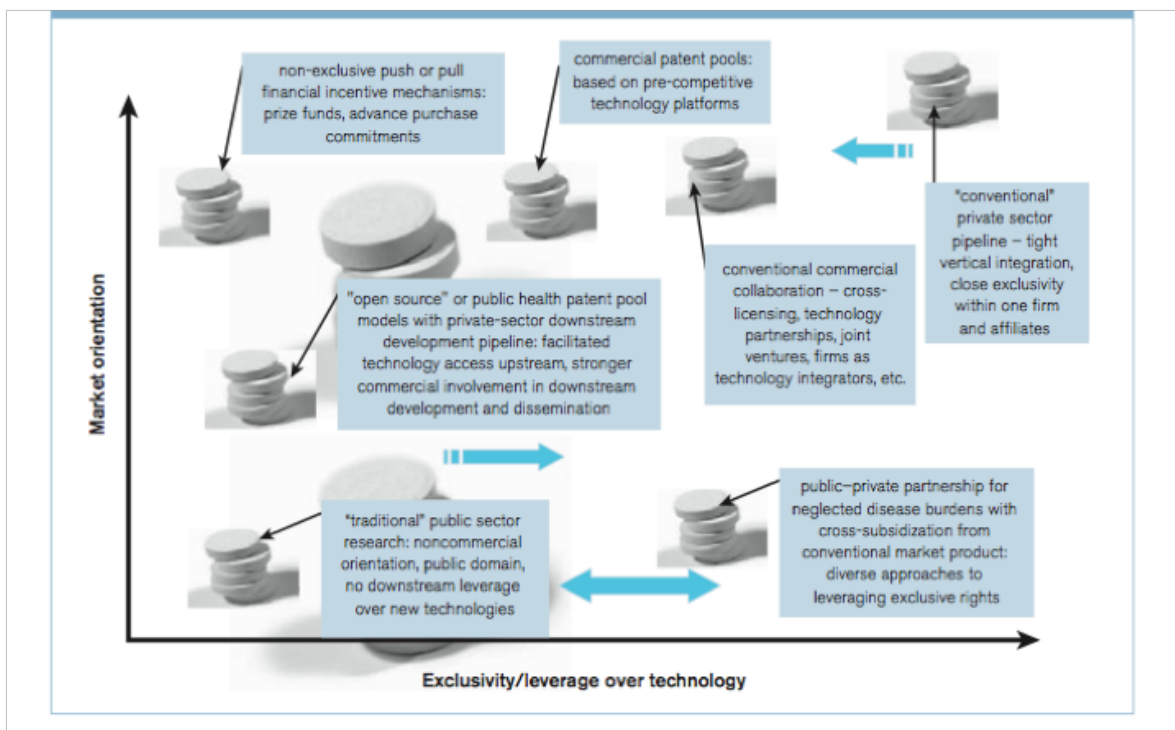 non-exclusive push or pull
financial incentive mechanisms:
prize funds, advance purchase
commitments
commercial patent pools:
based on pre-competitive
technology platforms
"conventional"
private sector
pipeline – tight
vertical integration,
close exclusivity
within one firm
and affiliates
conventional commercial
collaboration – cross-
licensing, technology
partnerships, joint
ventures, firms as
technology integrators, etc.
"open source" or public health patent pool
models with private-sector downstream
development pipeline: facilitated
technology access upstream, stronger
commercial involvement in downstream
development and dissemination
Market orientation
"traditional" public sector
research: noncommercial
orientation, public domain,
no downstream leverage
over new technologies
public–private partnership for
neglected disease burdens with
cross-subsidization from
conventional market product:
diverse approaches to
leveraging exclusive rights
Exclusivity/leverage over technology